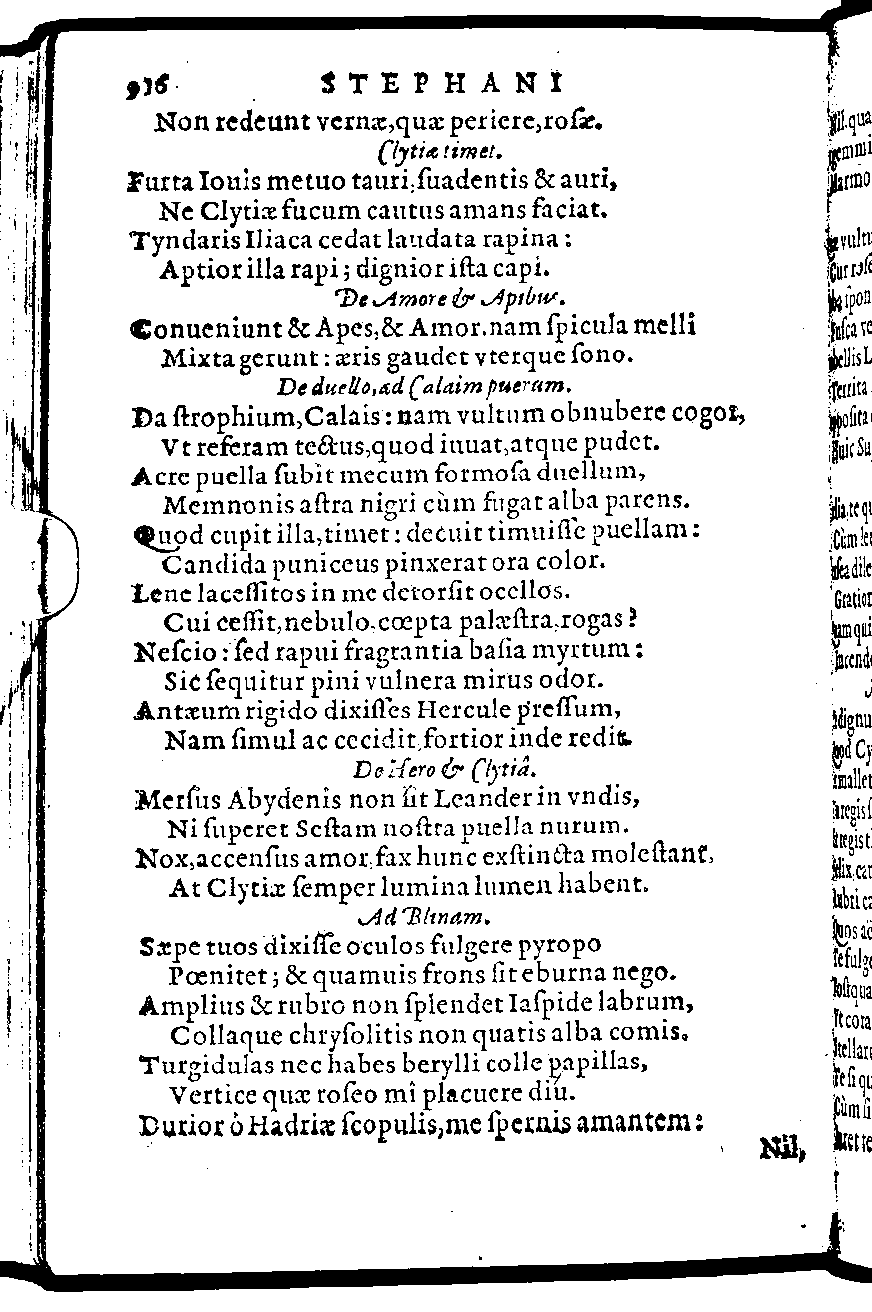 936 STEPHANI
Non redeunt vernæ, quæ periere, roſæ.
Clytiæ timet.
Furta Iouis metuo tauri, ſuadentis & auri,
Ne Clytiæ fucum cautus amans faciat.
Tyndaris Iliaca cedat laudata rapina:
Aptior illa rapi; dignior iſta capi.
De Amore & Apibus.
Conueniunt & Apes, & Amor. nam ſpicula melli
Mixta gerunt: æris gaudet vterque ſono.
De duello, ad Calaim puerum.
Da ſtrophium, Calais: nam vultum obnubere cogor,
Vt referam tectus, quod iuuat, atque pudet.
Acre puella ſubit mecum formoſa duellum,
Memnonis aſtra nigri cùm fugat alba parens.
Quod cupit illa, timet: decuit timuiſſe puellam:
Candida puniceus pinxerat ora color.
Lene laceſſitos in me detorſit ocellos.
Cui ceſſit, nebulo, cœpta palæſtra, rogas?
Neſcio: ſed rapui fragrantia baſia myrtum:
Sic ſequitur pini vulnera mirus odor.
Antæum rigido dixiſſes Hercule preſſum,
Nam ſimul ac cecidit, fortior inde redit.
De Hero & Clytiâ.
Merſus Abydenis non ſit Leander in vndis,
Ni ſuperet Seſtam noſtra puella nurum.
Nox, accenſus amor, fax hunc exſtincta moleſtant,
At Clytiæ ſemper lumina lumen habent.
Ad Blinam.
Sæpe tuos dixiſſe oculos fulgere pyropo
Pœnitet; & quamuis frons ſit eburna nego.
Amplius & rubro non ſplendet Iaſpide labrum,
Collaque chryſolitis non quatis alba comis.
Turgidulas nec habes berylli colle papillas,
Vertice quæ roſeo mî placuere diu.
Durior ô Hadriæ ſcopulis, me ſpernis amantem:
Nil,